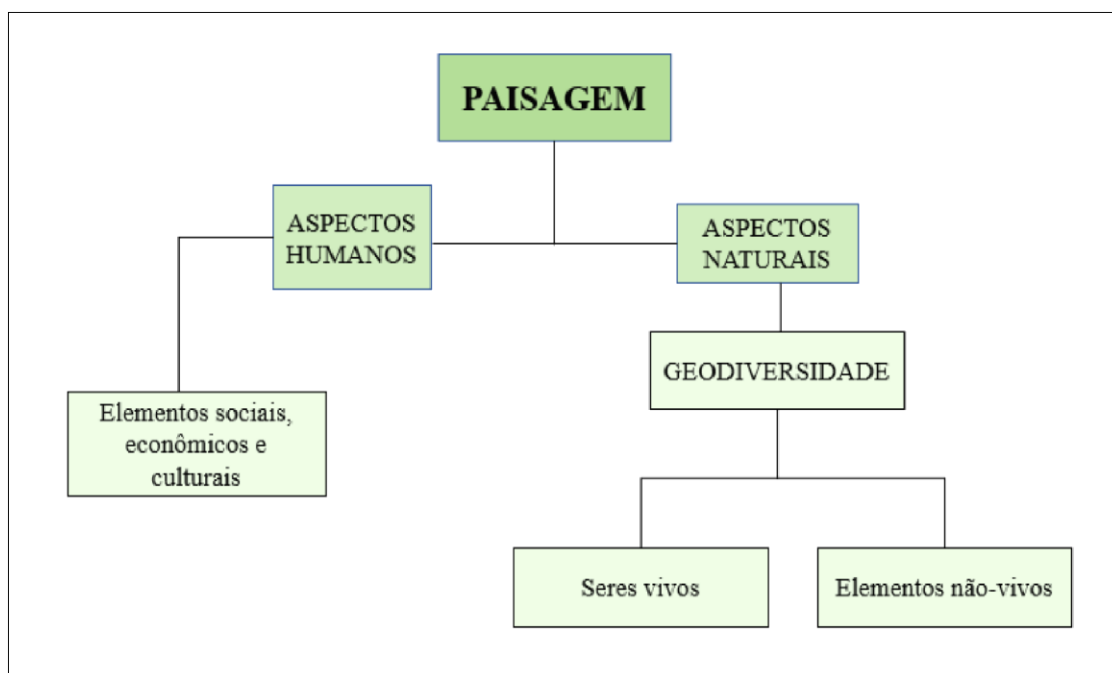 PAISAGEM
ASPECTOS
HUMANOS
ASPECTOS
NATURAIS
GEODIVERSIDADE
Elementos sociais,
econômicos e
culturais
Seres vivos
Elementos não-vivos